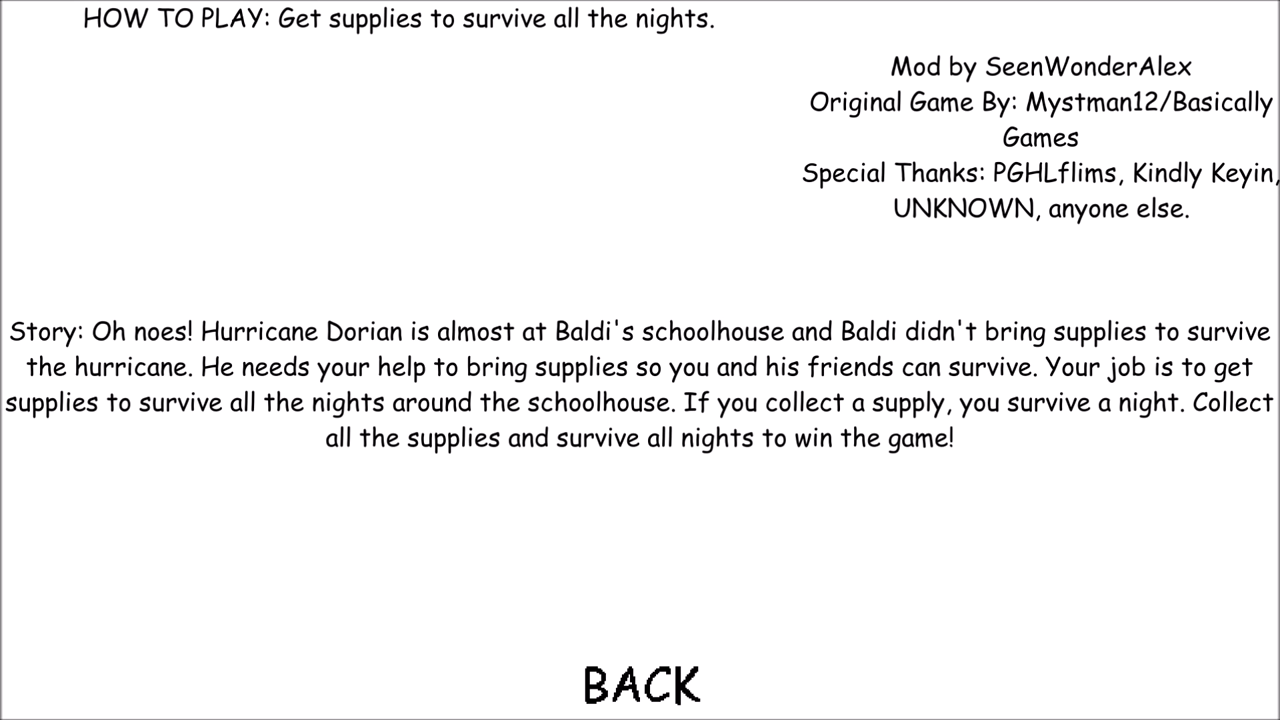 HOW TO PLAY: Get supplies to survive all the nights.
Mod by SeenWonderAlex
Original Game By: Mystman12/Basically
Games
Special Thanks: PGHLflims, Kindly Keyin,
UNKNOWN, anyone else.
Story: Oh noes! Hurricane Dorian is almost at Baldi's schoolhouse and Baldi didn't bring supplies to survive
the hurricane. He needs your help to bring supplies so you and his friends can survive. Your job is to get
supplies to survive all the nights around the schoolhouse. If you collect a supply, you survive a night. Collect
all the supplies and survive all nights to win the game!
BACK